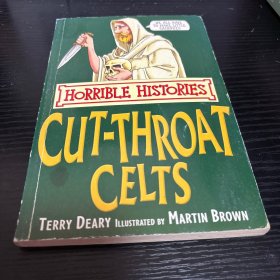 HORRIBLE HISTORIES
CUT-THROAT
CELTS
TERRY DEARY ILLUSTRATED BY MARTIN BROWN